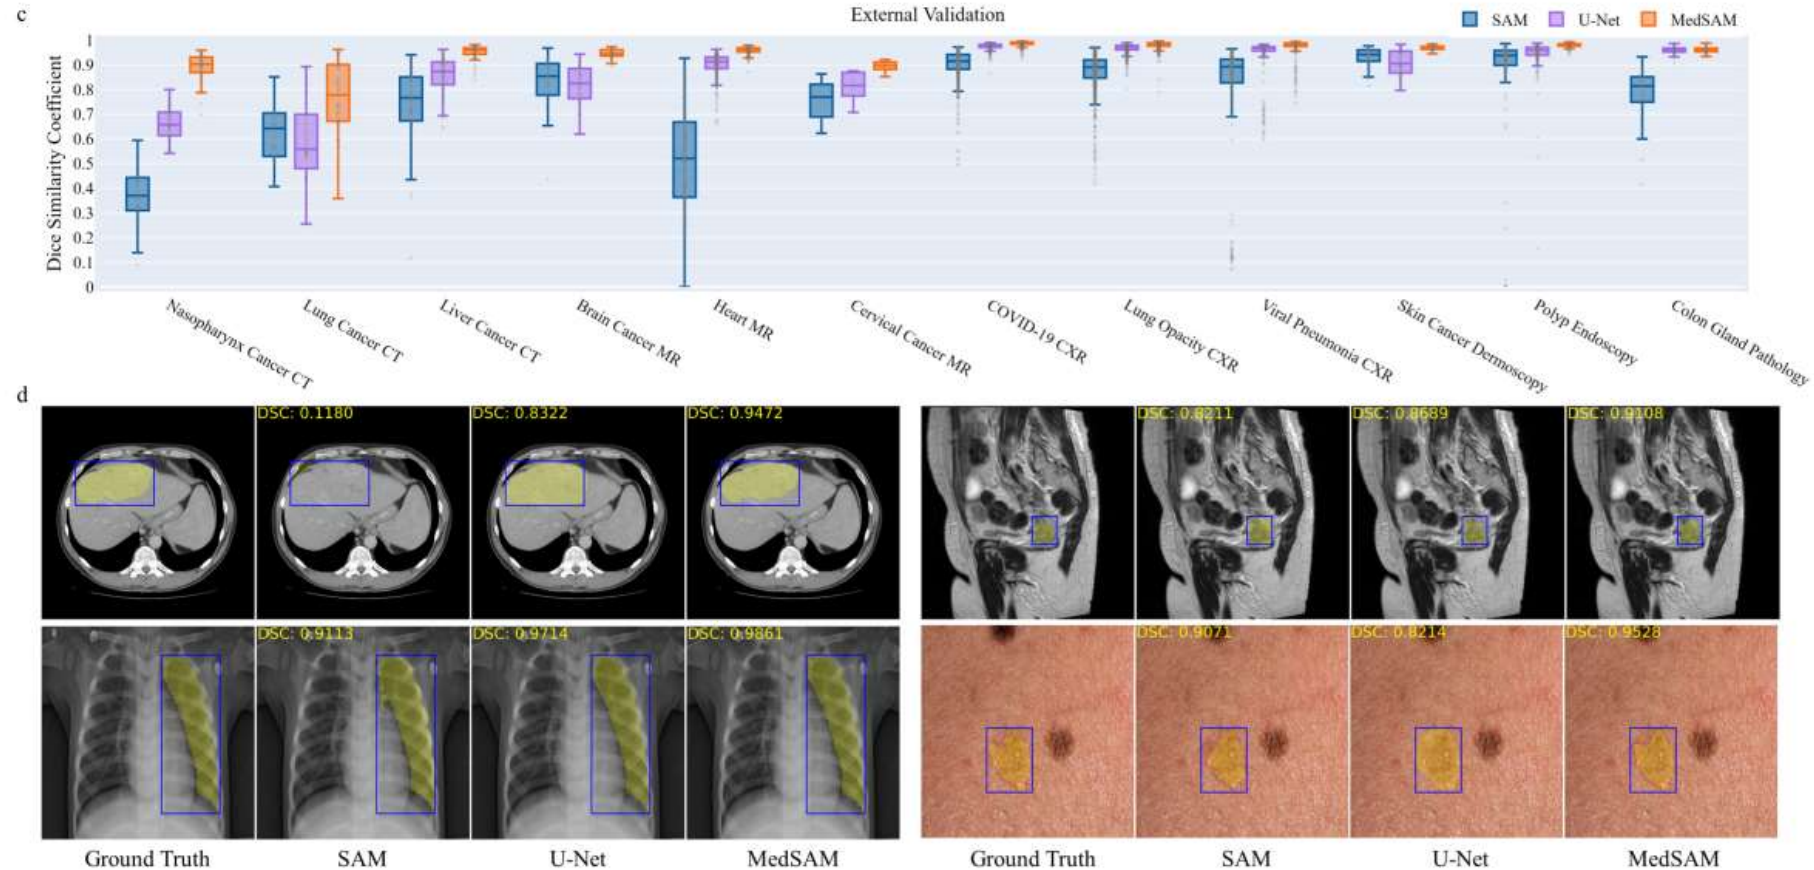 c
External Validation
SAM U-Net MedSAM
Dice Similarity Coefficient
1
0.9
0.8
0.7
0.6
0.5
0.4
0.3
0.2
0.1
0
Nasopharynx Cancer CT
Lung Cancer CT
Liver Cancer CT
Brain Cancer MR
Heart MR
Cervical Cancer MR
COVID-19 CXR
Lung Opacity CXR
Viral Pneumonia CXR
Skin Cancer Dermoscopy
Polyp Endoscopy
Colon Gland Pathology
d
DSC: 0.1180 DSC: 0.8322 DSC: 0.9472 DSC: 0.8211 DSC: 0.8689 DSC: 0.9108
DSC: 0.9113 DSC: 0.9714 DSC: 0.9861 DSC: 0.9071 DSC: 0.8214 DSC: 0.9528
Ground Truth SAM U-Net MedSAM Ground Truth SAM U-Net MedSAM